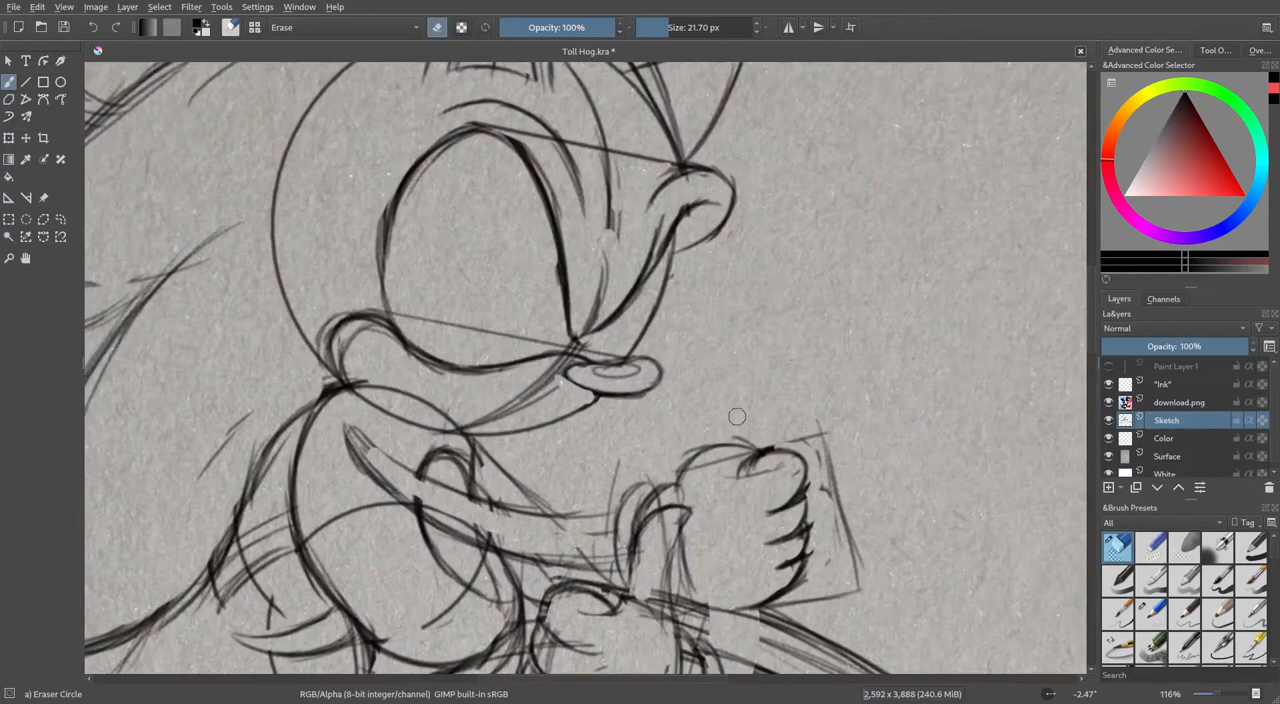 File Edit View Image Layer Select Filter Tools Settings Window Help
Erase Opacity: 100% Size: 21.70 px
Toll Hog.kra *
Advanced Color Se... Tool O... Ove...
&Advanced Color Selector
Layers Channels
La&yers
Normal
Opacity: 100%
Paint Layer 1
"Ink"
download.png
Sketch
Color
Surface
White
&Brush Presets
All Tag
Search
a) Eraser Circle RGB/Alpha (8-bit integer/channel) GIMP built-in sRGB 2,592 x 3,888 (240.6 MiB) -2.47° 116%